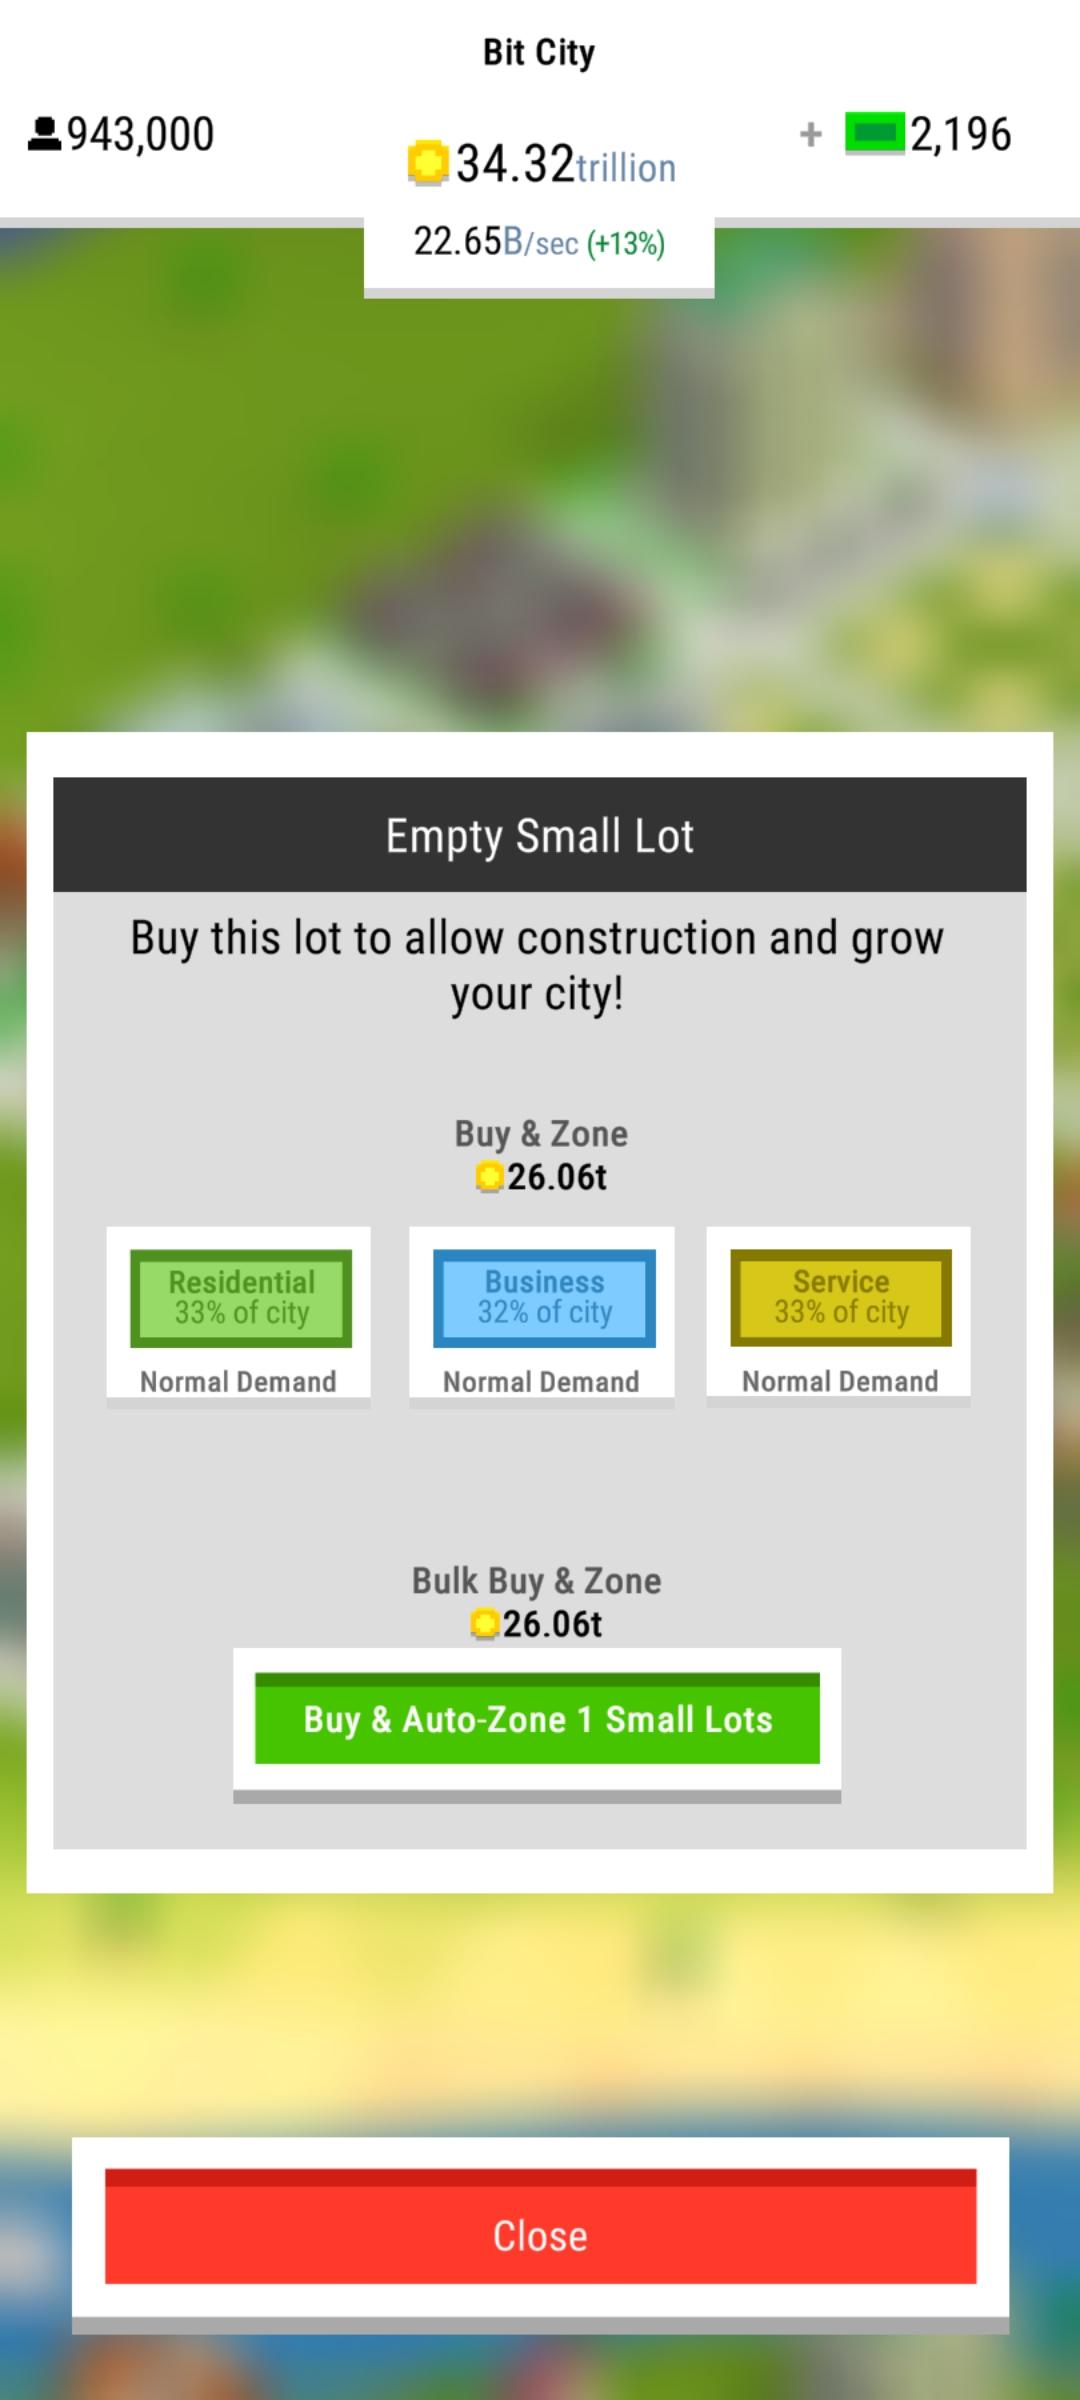 Bit City
943,000
34.32trillion
+ 2,196
22.65B/sec (+13%)
Empty Small Lot
Buy this lot to allow construction and grow
your city!
Buy & Zone
26.06t
Residential
33% of city
Normal Demand
Business
32% of city
Normal Demand
Service
33% of city
Normal Demand
Bulk Buy & Zone
26.06t
Buy & Auto-Zone 1 Small Lots
Close